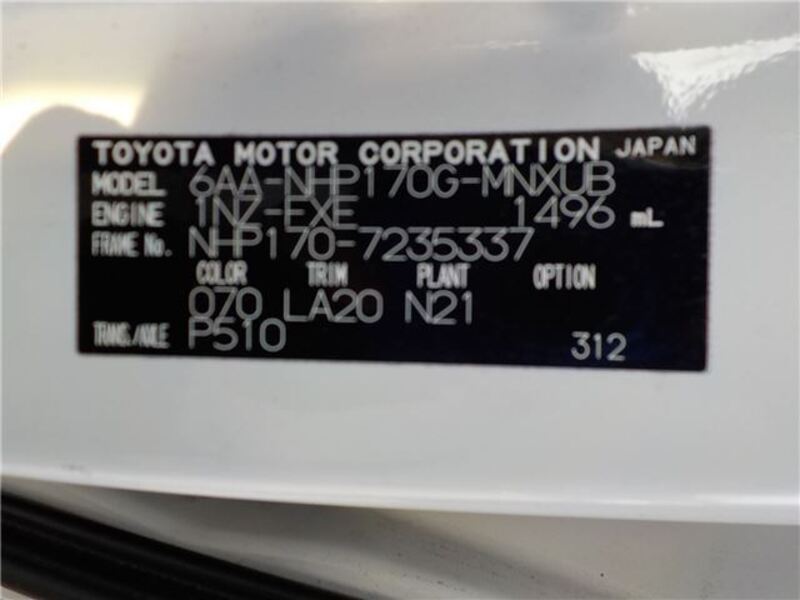 TOYOTA MOTOR CORPORATION JAPAN
MODEL 6AA-NHP170G-MNXUB
ENGINE 1NZ-EXE 1496 mL
FRAME No. NHP170-7235337
COLOR TRIM PLANT OPTION
070 LA20 N21
TRANS./AXLE P510 312